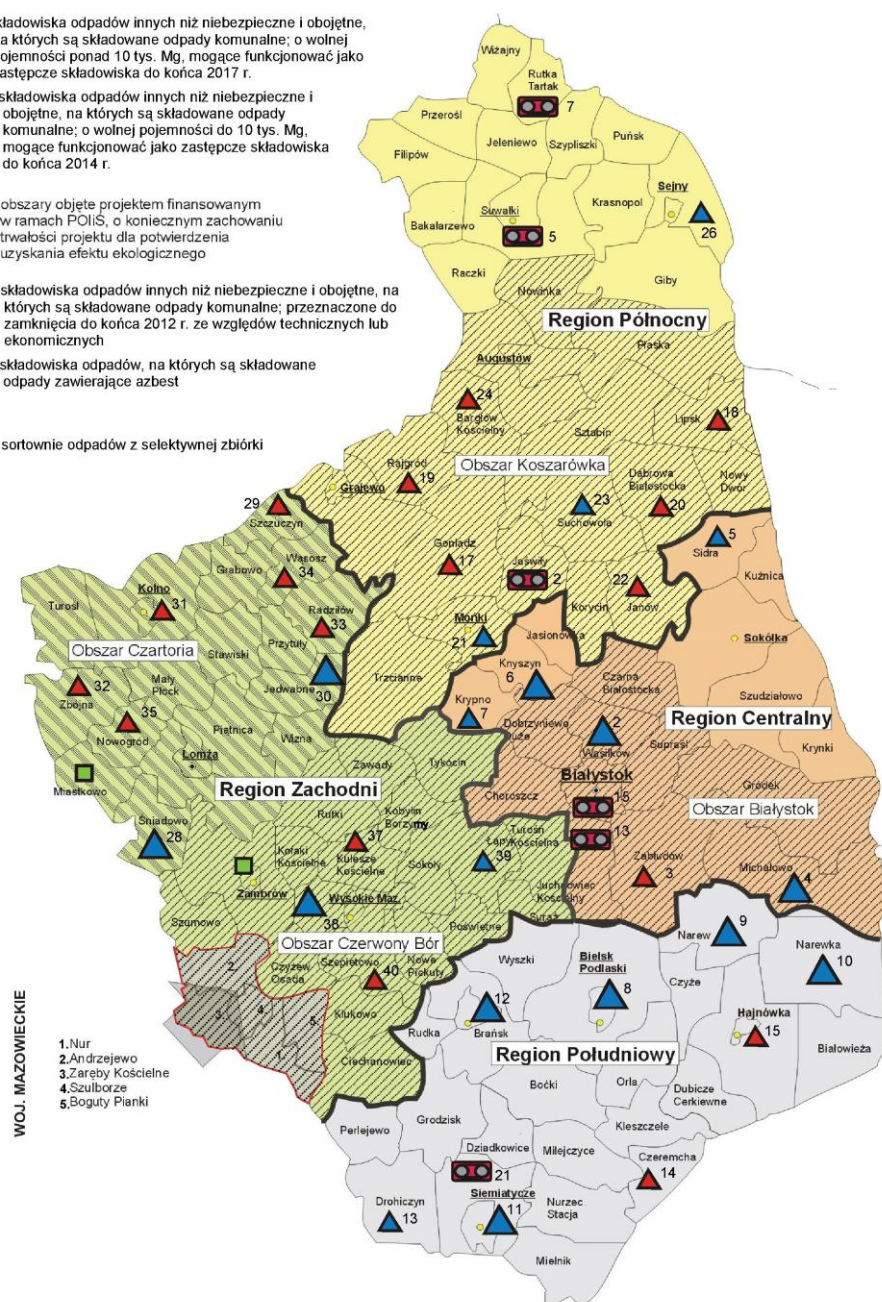 kładowiska odpadów innych niż niebezpieczne i obojętne,
a których są składowane odpady komunalne; o wolnej
ojemności ponad 10 tys. Mg, mogące funkcjonować jako
astępcze składowiska do końca 2017 r.
składowiska odpadów innych niż niebezpieczne i
obojętne, na których są składowane odpady
komunalne; o wolnej pojemności do 10 tys. Mg,
mogące funkcjonować jako zastępcze składowiska
do końca 2014 r.
obszary objęte projektem finansowanym
w ramach POIiŚ, o koniecznym zachowaniu
trwałości projektu dla potwierdzenia
uzyskania efektu ekologicznego
składowiska odpadów innych niż niebezpieczne i obojętne, na
których są składowane odpady komunalne; przeznaczone do
zamknięcia do końca 2012 r. ze względów technicznych lub
ekonomicznych
składowiska odpadów, na których są składowane
odpady zawierające azbest
sortownie odpadów z selektywnej zbiórki
Wiżajny
Rutka
Tartak
7
Przerośl
Jeleniewo
Szypliszki
Puńsk
Filipów
Krasnopol
Sejny
26
Suwałki
5
Bakałarzewo
Raczki
Giby
Nowinka
Region Północny
Płaska
Augustów
24
Bargłów
Kościelny
Lipsk
18
Sztabin
Rajgród
19
Obszar Koszarówka
Grajewo
Dąbrowa
Białostocka
20
Nowy
Dwór
23
Suchowola
29
Szczuczyn
5
Sidra
Kuźnica
Goniądz
17
Grabowo
Wąsosz
34
Jaświły
2
22
Janów
Korycin
Kolno
31
Turośl
Radziłów
33
Mońki
21
Jasionówka
Sokółka
Obszar Czartoria
Stawiski
Przytuły
Trzcianne
Knyszyn
6
Czarna
Białostocka
Mały
Płock
Jedwabne
30
32
Zbójna
35
Nowogród
Piątnica
Wizna
Krypno
7
Dobrzyniewo
Duże
2
Wasilków
Supraśl
Szudziałowo
Region Centralny
Krynki
Łomża
Zawady
Tykocin
Miastkowo
Region Zachodni
Białystok
15
Choroszcz
Gródek
Obszar Białystok
Rutki
Kobylin
Borzymy
Śniadowo
28
37
Kulesze
Kościelne
Kołaki
Kościelne
Sokoły
Łapy
39
Turośń
Kościelna
13
Zabłudów
3
Michałowo
4
Zambrów
Wysokie Maz.
38
Juchnowiec
Kościelny
Suraż
Poświętne
Szumowo
Obszar Czerwony Bór
Szepietowo
40
Nowe
Piekuty
Czyżew
Osada
Klukowo
Ciechanowiec
2.
3.
4.
5.
1.
Wyszki
Bielsk
Podlaski
8
Narew
9
Narewka
10
Czyże
Hajnówka
15
Białowieża
12
Brańsk
Rudka
Region Południowy
Boćki
Orla
Dubicze
Cerkiewne
Kleszczele
WOJ. MAZOWIECKIE
1.Nur
2.Andrzejewo
3.Zaręby Kościelne
4.Szulborze
5.Boguty Pianki
Perlejewo
Grodzisk
Dziadkowice
21
Milejczyce
Czeremcha
14
Drohiczyn
13
Siemiatycze
11
Nurzec
Stacja
Mielnik